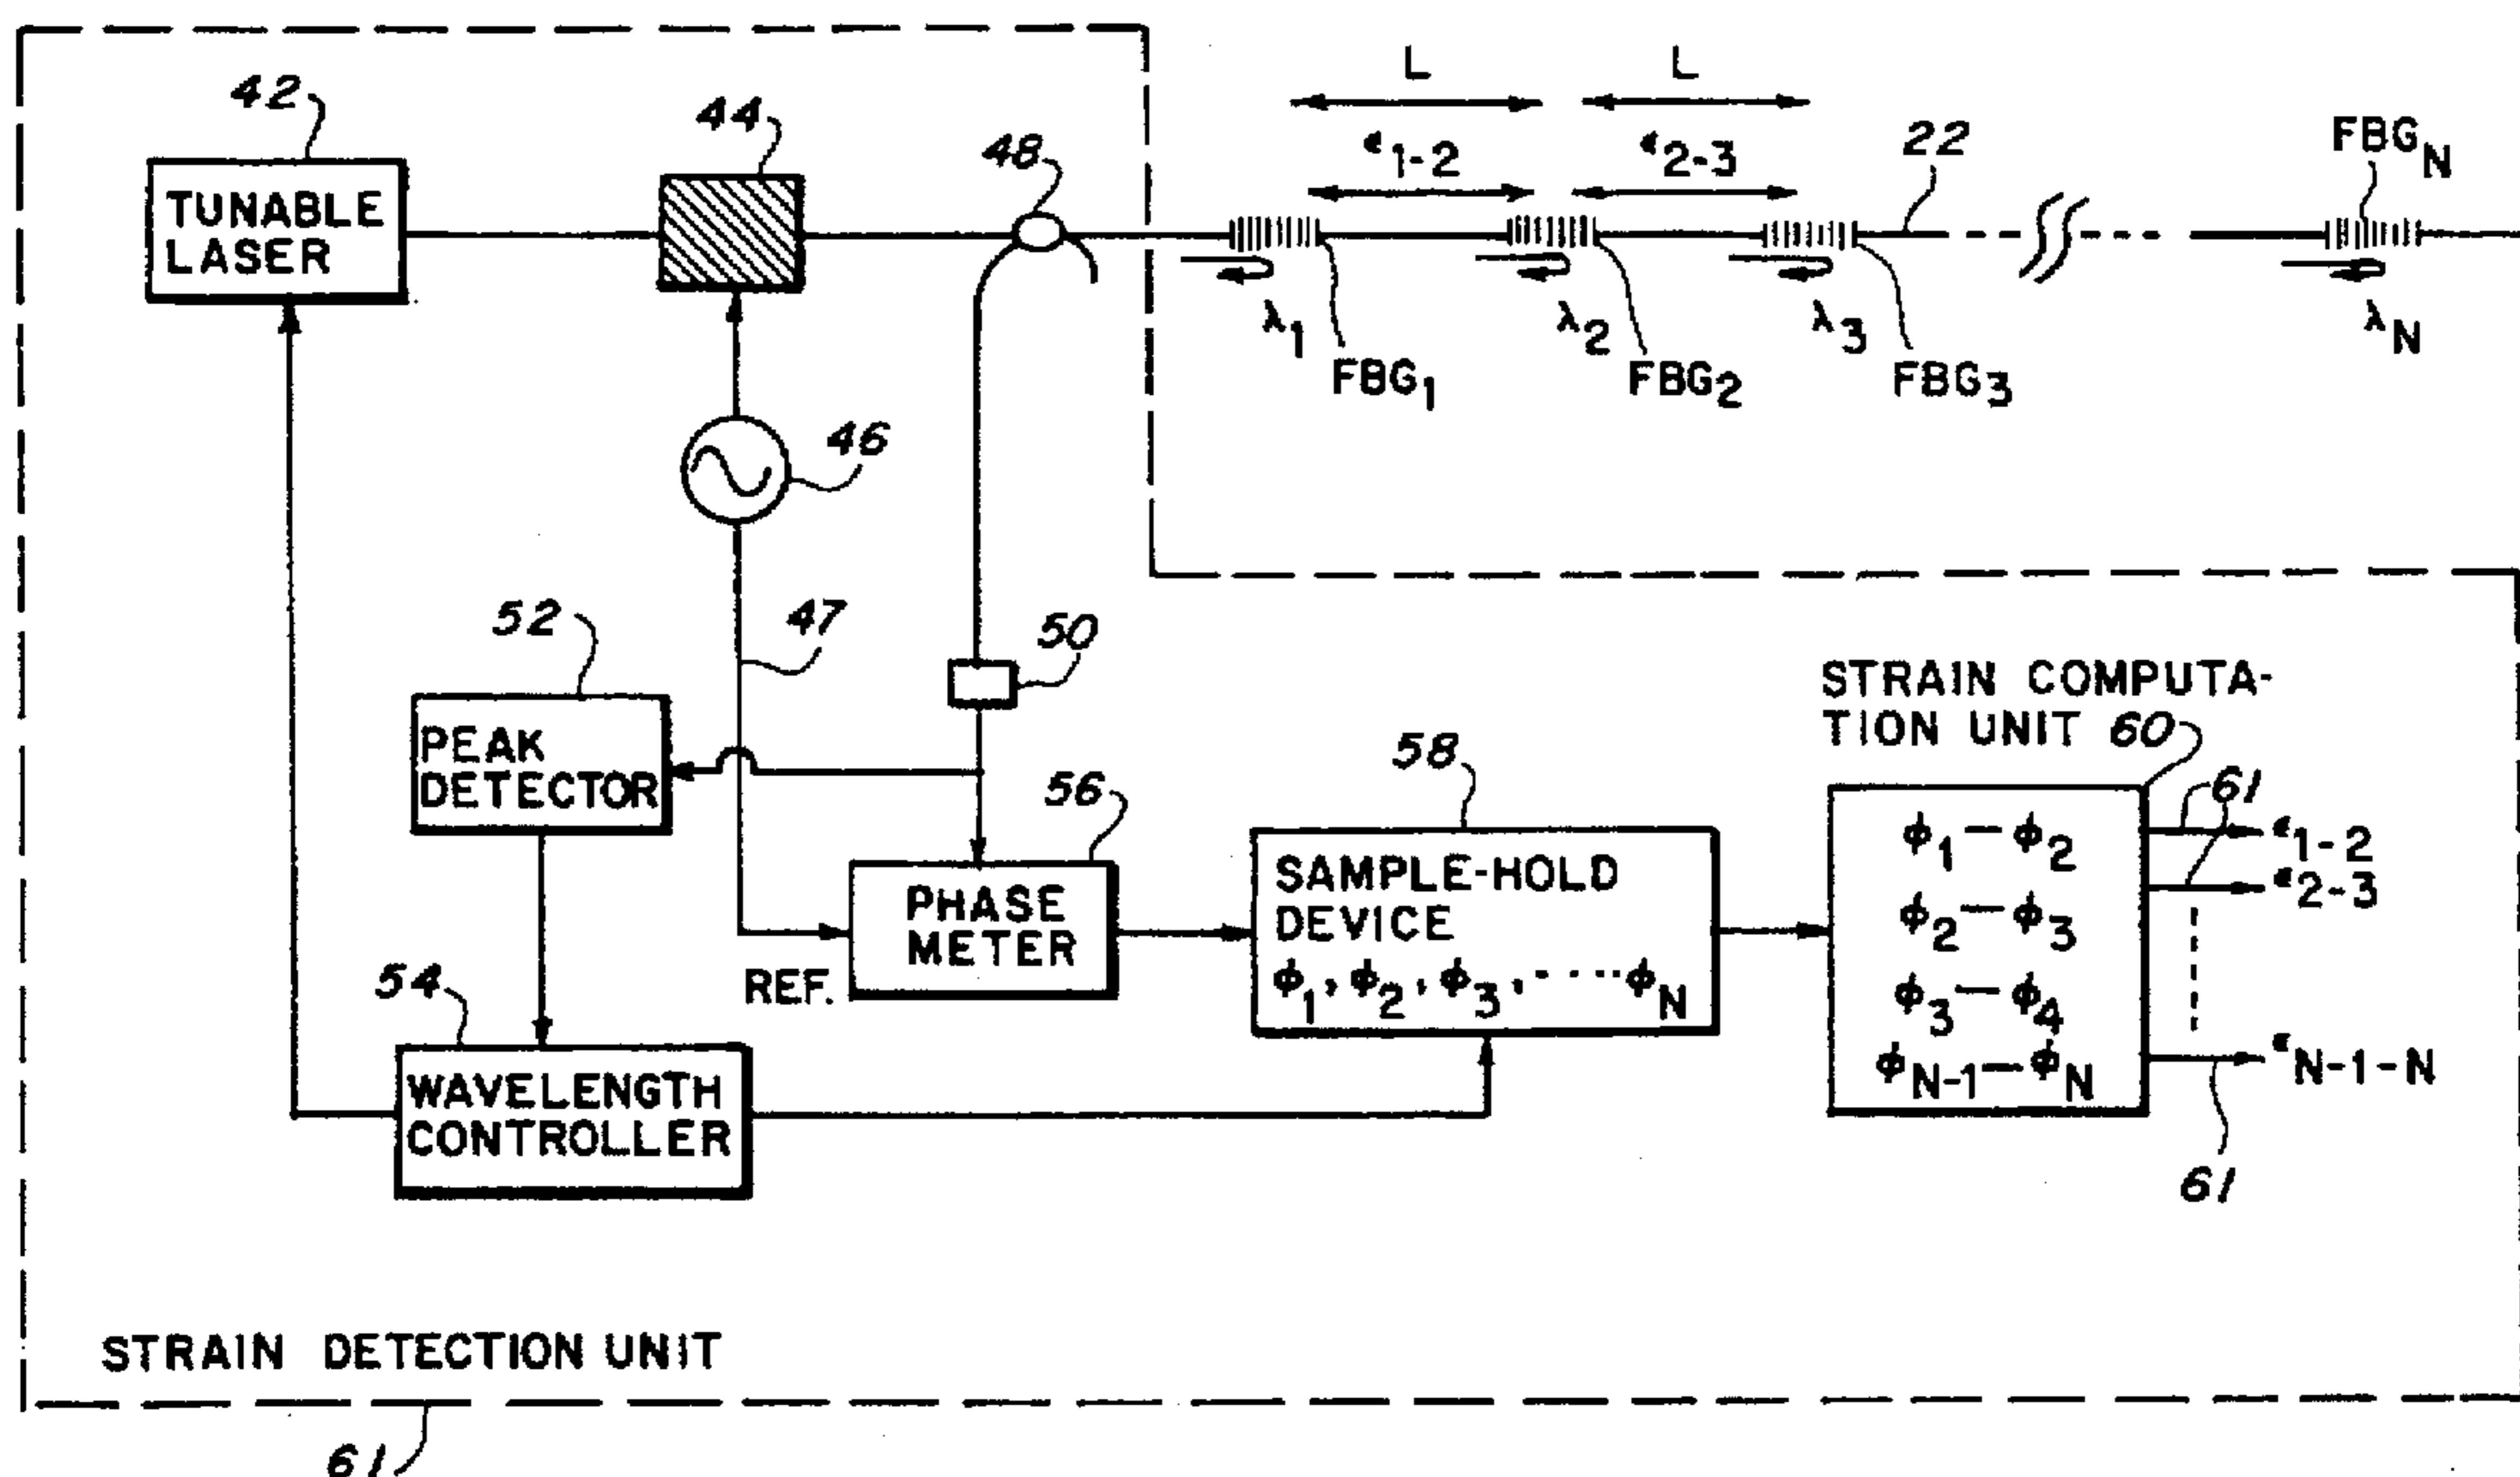 42
TUNABLE
LASER
44
48
46
47
L
L
ϵ1-2
ϵ2-3
22
FBGN
λ1
λ2
λ3
λN
FBG1
FBG2
FBG3
52
PEAK
DETECTOR
50
56
PHASE
METER
REF.
54
WAVELENGTH
CONTROLLER
58
SAMPLE-HOLD
DEVICE
ϕ1, ϕ2, ϕ3, ····ϕN
STRAIN COMPUTA-
TION UNIT 60
61
ϕ1—ϕ2
ϕ2—ϕ3
ϕ3—ϕ4
ϕN-1—ϕN
ϵ1-2
ϵ2-3
ϵN-1-N
61
STRAIN DETECTION UNIT
61